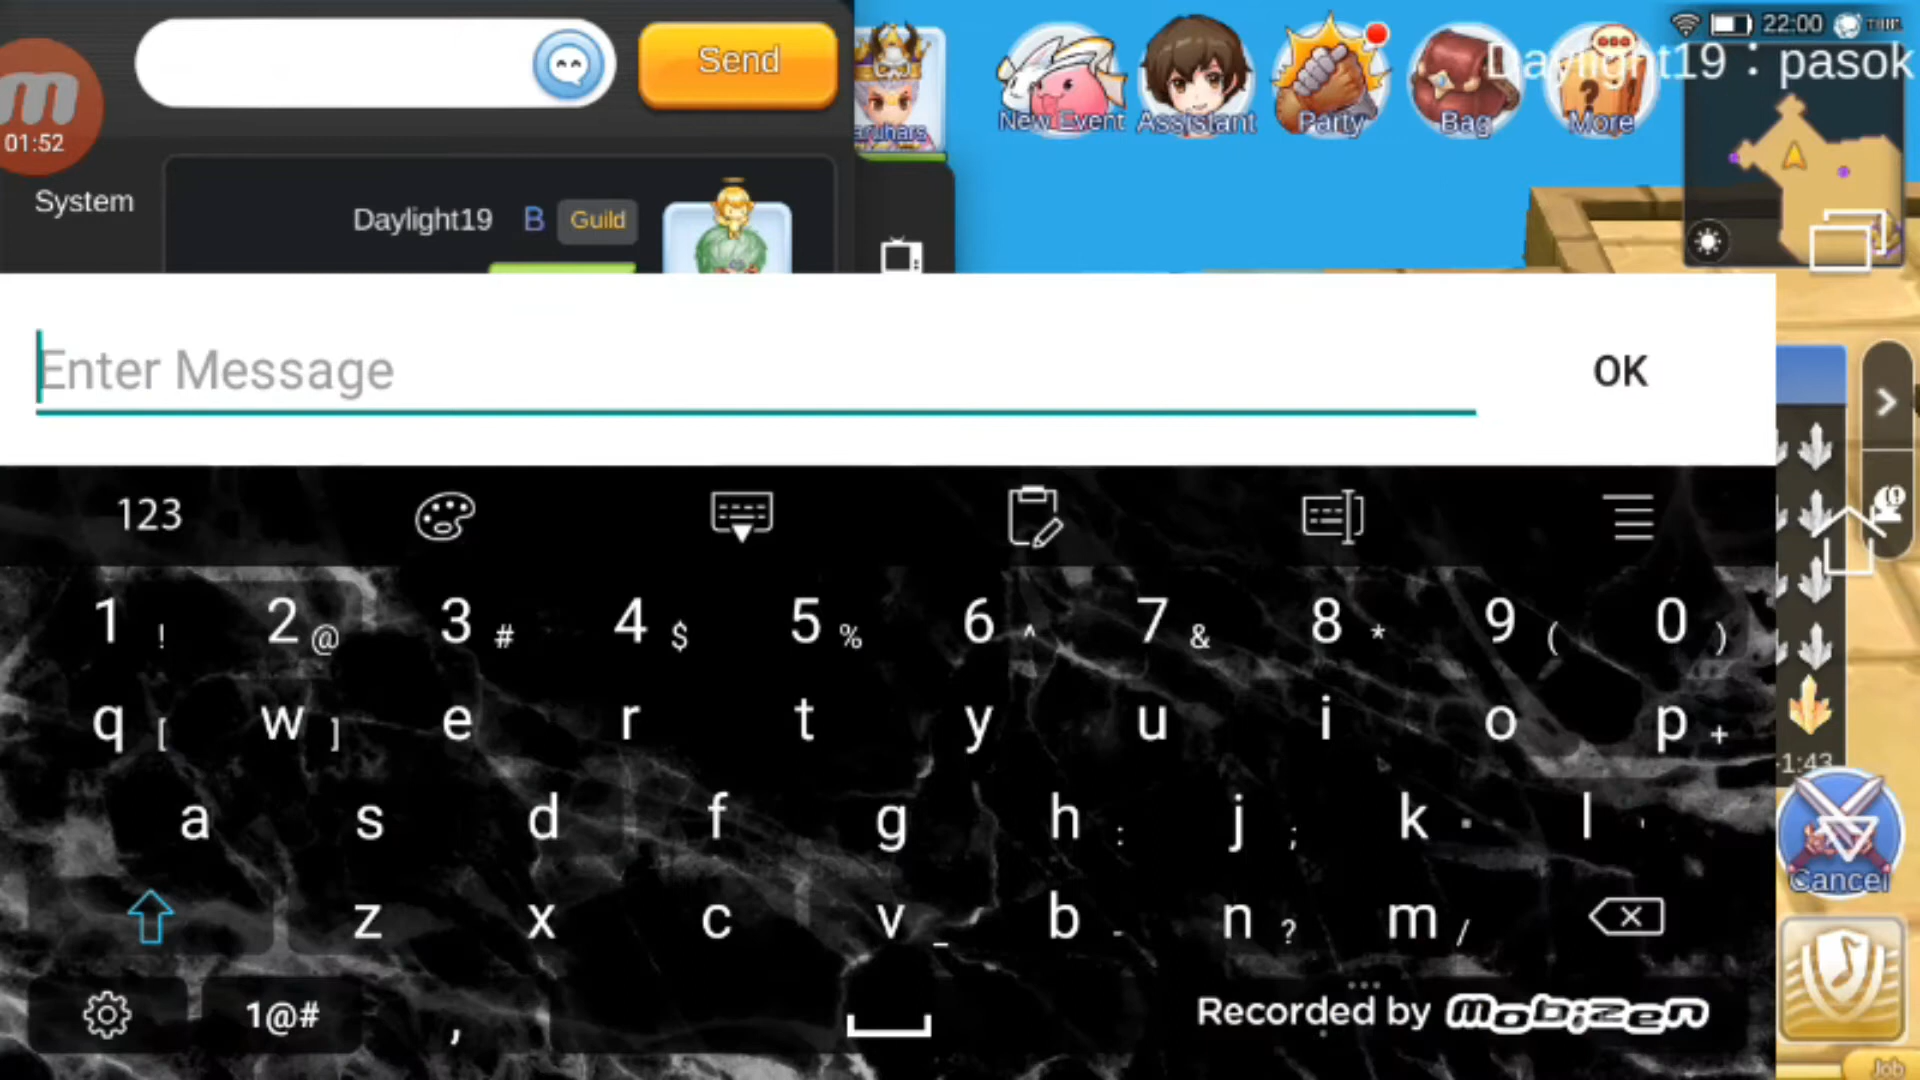 Send
22:00
Daylight19：pasok
01:52
New Event
Assistant
Party
Bag
More
System
Daylight19 B Guild
Enter Message
OK
123
1 ! 2 @ 3 # 4 $ 5 % 6 ^ 7 & 8 * 9 ( 0 )
q [ w ] e r t y u i o p +
-1:43
a s d f g h : j ; k l '
Cancel
z x c v _ b - n ? m /
1@# ,
Recorded by Mobizen
Job